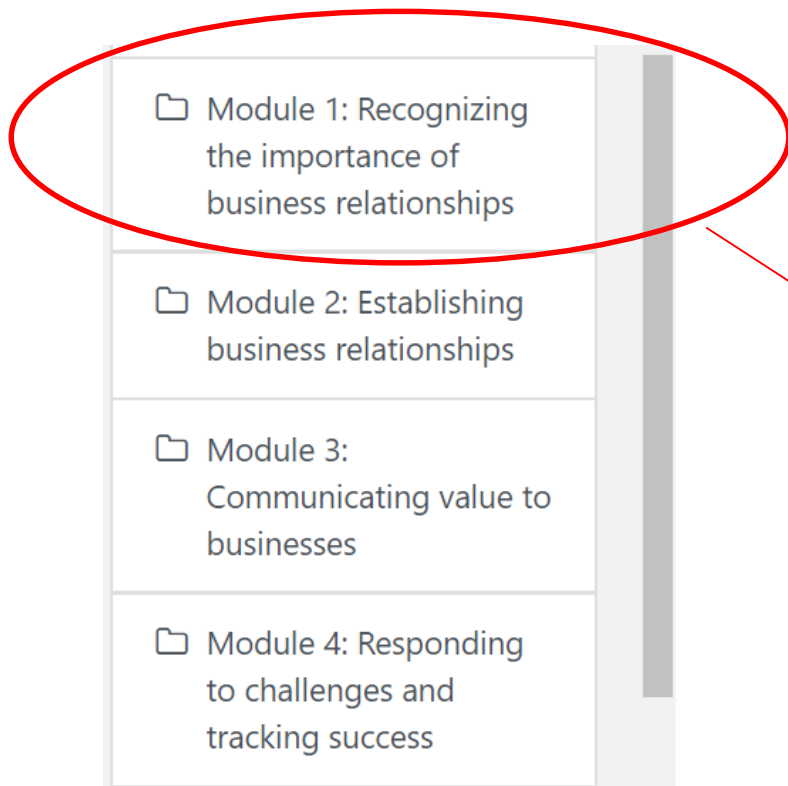 Module 1: Recognizing
the importance of
business relationships
Module 2: Establishing
business relationships
Module 3:
Communicating value to
businesses
Module 4: Responding
to challenges and
tracking success